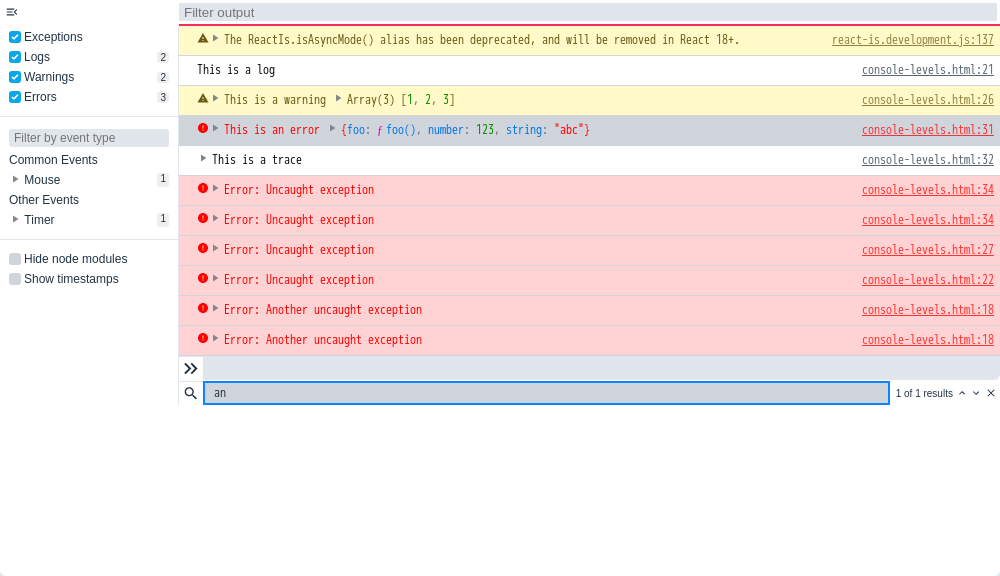 Filter output
Exceptions
Logs 2
Warnings 2
Errors 3
Filter by event type
Common Events
Mouse 1
Other Events
Timer 1
Hide node modules
Show timestamps
The ReactIs.isAsyncMode() alias has been deprecated, and will be removed in React 18+. react-is.development.js:137
This is a log console-levels.html:21
This is a warning Array(3) [1, 2, 3] console-levels.html:26
This is an error {foo: ƒ foo(), number: 123, string: "abc"} console-levels.html:31
This is a trace console-levels.html:32
Error: Uncaught exception console-levels.html:34
Error: Uncaught exception console-levels.html:34
Error: Uncaught exception console-levels.html:27
Error: Uncaught exception console-levels.html:22
Error: Another uncaught exception console-levels.html:18
Error: Another uncaught exception console-levels.html:18
an 1 of 1 results